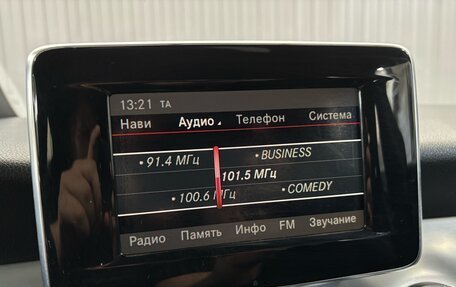 13:21 TA
Нави Аудио Телефон Система
• 91.4 МГц • BUSINESS
101.5 МГц
• 100.6 МГц • COMEDY
Радио Память Инфо FM Звучание